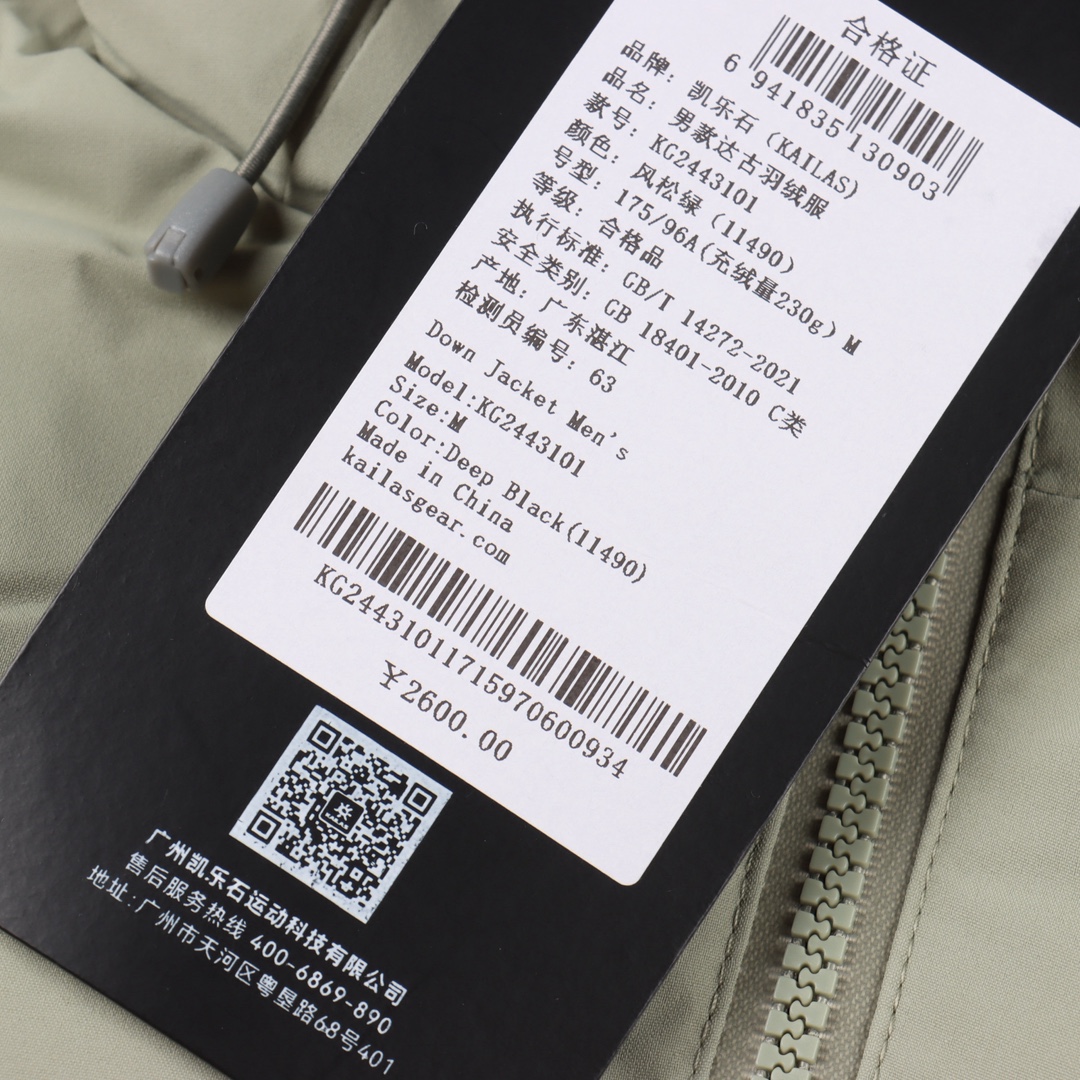 合格证
6 941835 130903
品牌: 凯乐石 (KAILAS)
品名: 男款达古羽绒服
款号: KG2443101
颜色: 风松绿 (11490)
号型: 175/96A(充绒量230g) M
等级: 合格品
执行标准: GB/T 14272-2021
安全类别: GB 18401-2010 C类
产地: 广东湛江
检测员编号: 63
Down Jacket Men's
Model:KG2443101
Size:M
Color:Deep Black(11490)
Made in China
kailasgear.com
KG24431011715970600934
¥2600.00
广州凯乐石运动科技有限公司
售后服务热线 400-6869-890
地址:广州市天河区粤垦路68号401